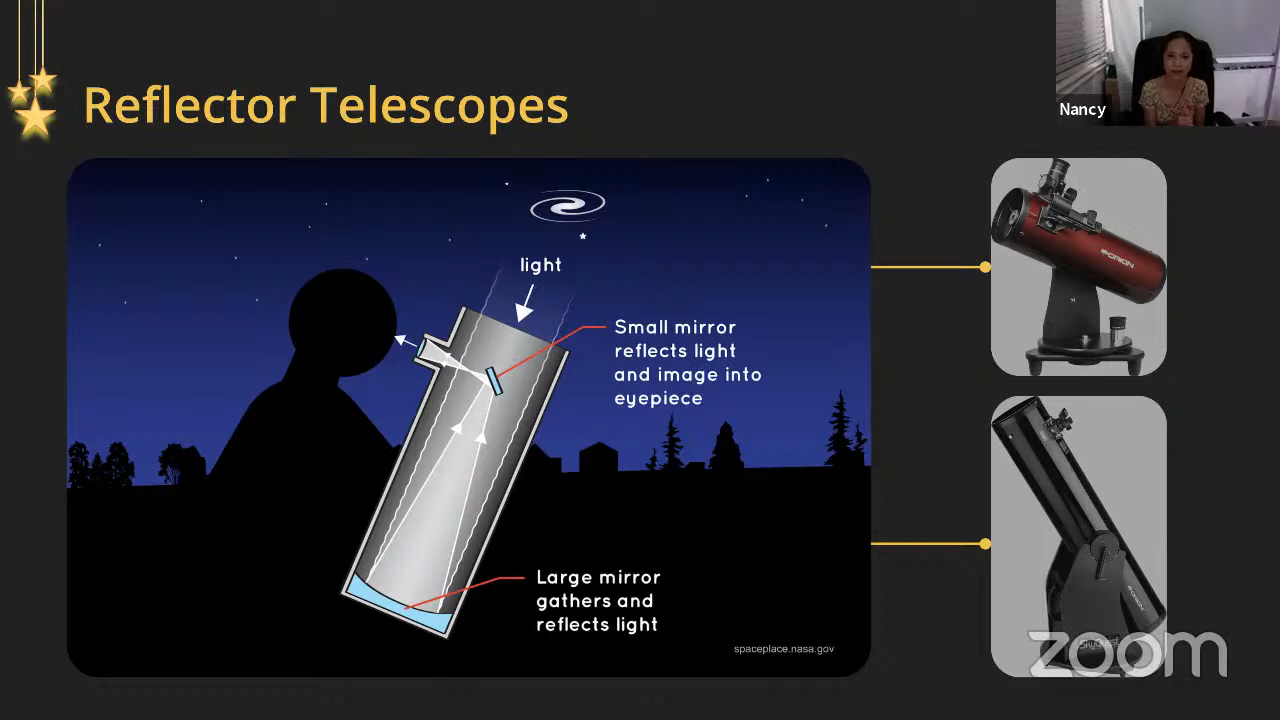 Reflector Telescopes
Nancy
light
Small mirror
reflects light
and image into
eyepiece
Large mirror
gathers and
reflects light
spaceplace.nasa.gov
ORION
ORION
zoom